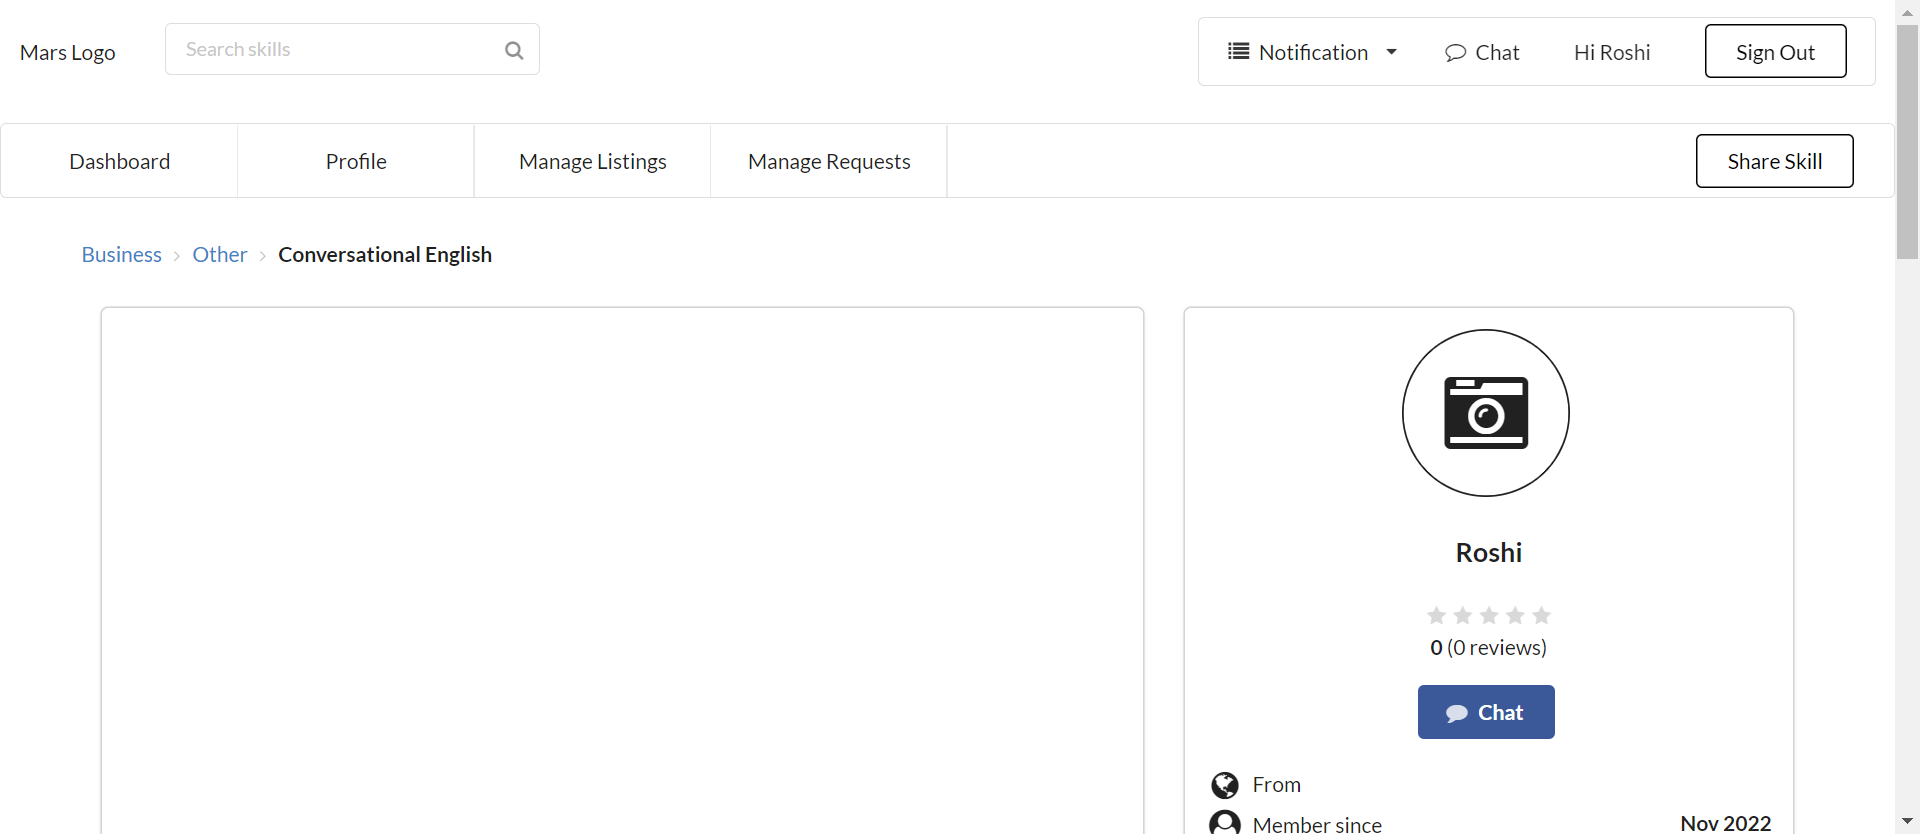 Mars Logo
Search skills
Notification
Chat
Hi Roshi
Sign Out
Dashboard
Profile
Manage Listings
Manage Requests
Share Skill
Business
Other
Conversational English
Roshi
0 (0 reviews)
Chat
From
Member since
Nov 2022